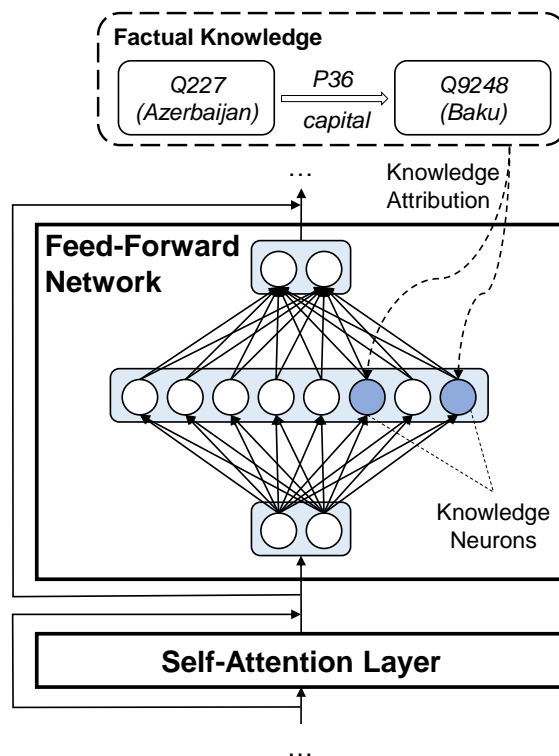 Factual Knowledge
Q227
(Azerbaijan)
P36
capital
Q9248
(Baku)
...
Knowledge
Attribution
Feed-Forward
Network
Knowledge
Neurons
Self-Attention Layer
...